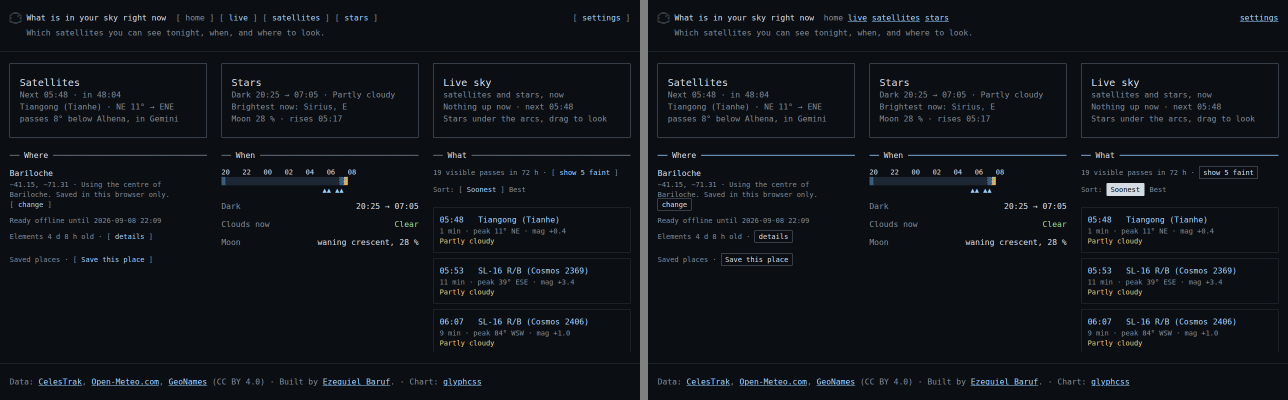 What is in your sky right now [ home ] [ live ] [ satellites ] [ stars ] [ settings ]
Which satellites you can see tonight, when, and where to look.
Satellites
Next 05:48 · in 48:04
Tiangong (Tianhe) · NE 11° → ENE
passes 8° below Alhena, in Gemini
Stars
Dark 20:25 → 07:05 · Partly cloudy
Brightest now: Sirius, E
Moon 28 % · rises 05:17
Live sky
satellites and stars, now
Nothing up now · next 05:48
Stars under the arcs, drag to look
Where
Bariloche
−41.15, −71.31 · Using the centre of
Bariloche. Saved in this browser only.
[ change ]
Ready offline until 2026-09-08 22:09
Elements 4 d 8 h old · [ details ]
Saved places · [ Save this place ]
When
20 22 00 02 04 06 08
▲▲ ▲▲
Dark 20:25 → 07:05
Clouds now Clear
Moon waning crescent, 28 %
What
19 visible passes in 72 h · [ show 5 faint ]
Sort: [ Soonest ] Best
05:48 Tiangong (Tianhe)
1 min · peak 11° NE · mag +0.4
Partly cloudy
05:53 SL-16 R/B (Cosmos 2369)
11 min · peak 39° ESE · mag +3.4
Partly cloudy
06:07 SL-16 R/B (Cosmos 2406)
9 min · peak 84° WSW · mag +1.0
Partly cloudy
Data: CelesTrak, Open-Meteo.com, GeoNames (CC BY 4.0) · Built by Ezequiel Baruf. · Chart: glyphcss
What is in your sky right now home live satellites stars settings
Which satellites you can see tonight, when, and where to look.
Satellites
Next 05:48 · in 48:04
Tiangong (Tianhe) · NE 11° → ENE
passes 8° below Alhena, in Gemini
Stars
Dark 20:25 → 07:05 · Partly cloudy
Brightest now: Sirius, E
Moon 28 % · rises 05:17
Live sky
satellites and stars, now
Nothing up now · next 05:48
Stars under the arcs, drag to look
Where
Bariloche
−41.15, −71.31 · Using the centre of
Bariloche. Saved in this browser only.
change
Ready offline until 2026-09-08 22:09
Elements 4 d 8 h old · details
Saved places · Save this place
When
20 22 00 02 04 06 08
▲▲ ▲▲
Dark 20:25 → 07:05
Clouds now Clear
Moon waning crescent, 28 %
What
19 visible passes in 72 h · show 5 faint
Sort: Soonest Best
05:48 Tiangong (Tianhe)
1 min · peak 11° NE · mag +0.4
Partly cloudy
05:53 SL-16 R/B (Cosmos 2369)
11 min · peak 39° ESE · mag +3.4
Partly cloudy
06:07 SL-16 R/B (Cosmos 2406)
9 min · peak 84° WSW · mag +1.0
Partly cloudy
Data: CelesTrak, Open-Meteo.com, GeoNames (CC BY 4.0) · Built by Ezequiel Baruf. · Chart: glyphcss